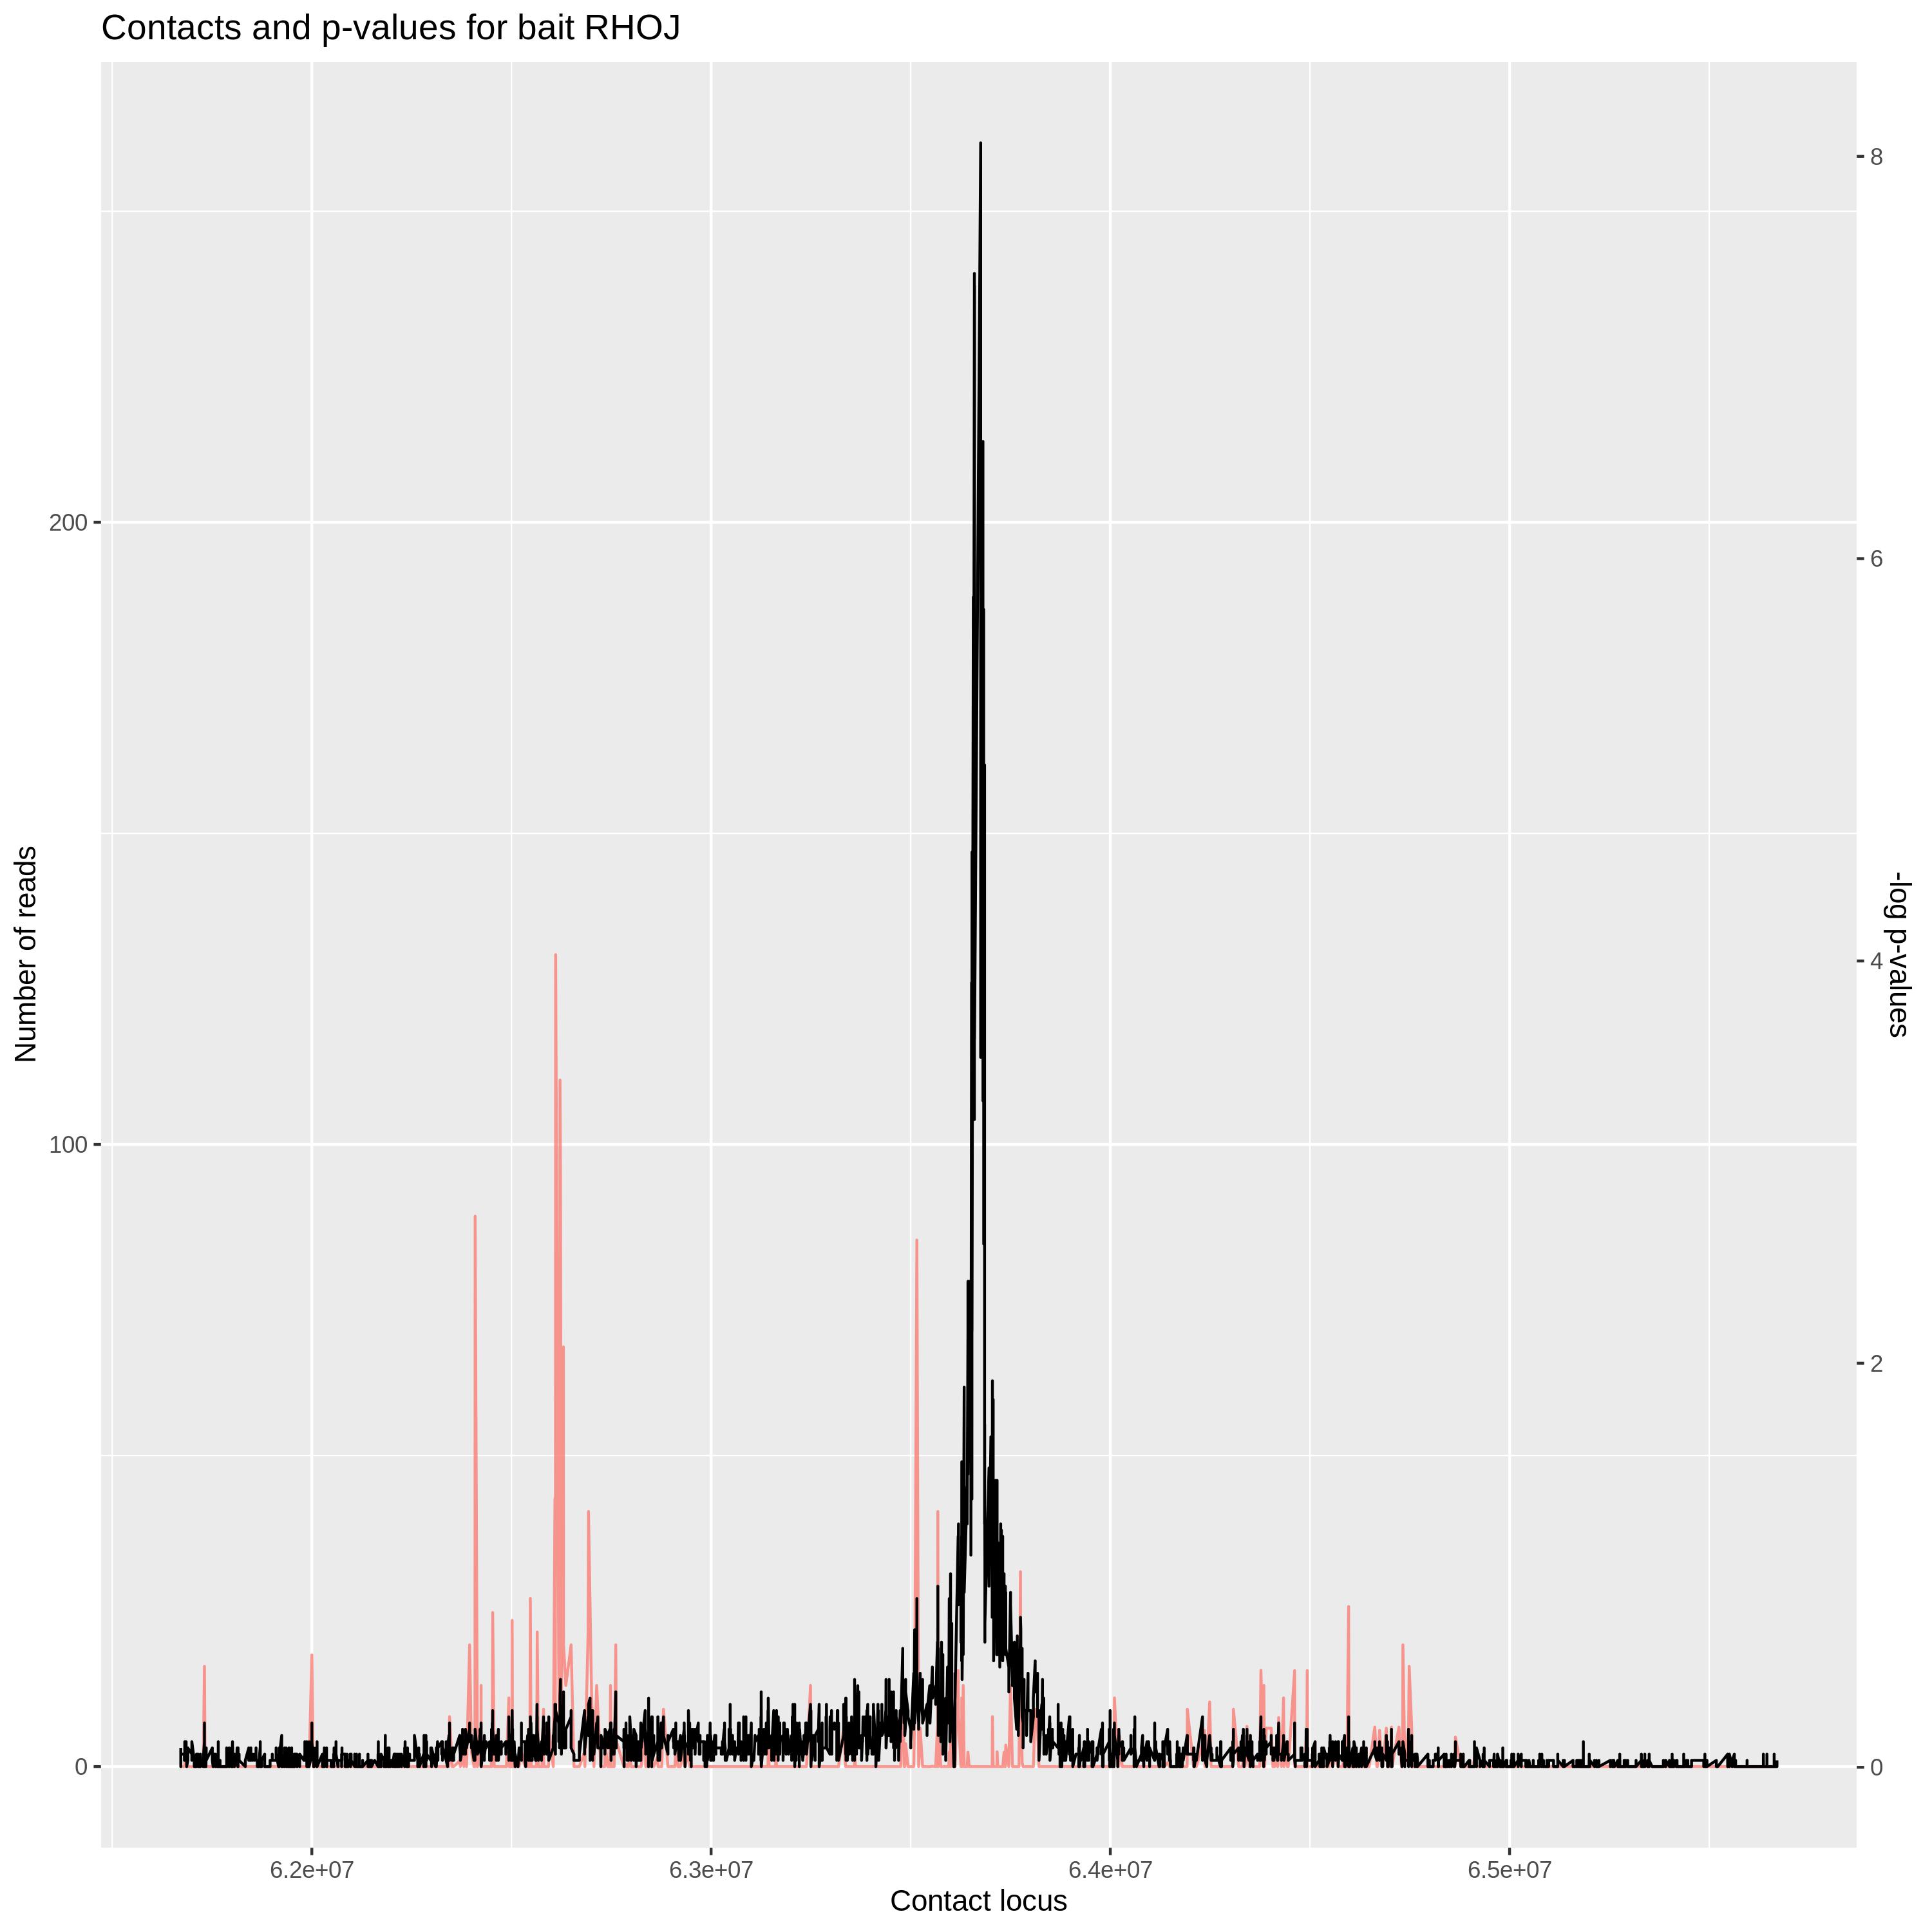 Contacts and p-values for bait RHOJ
Number of reads
200
100
0
8
6
4
2
0
-log p-values
6.2e+07
6.3e+07
6.4e+07
6.5e+07
Contact locus